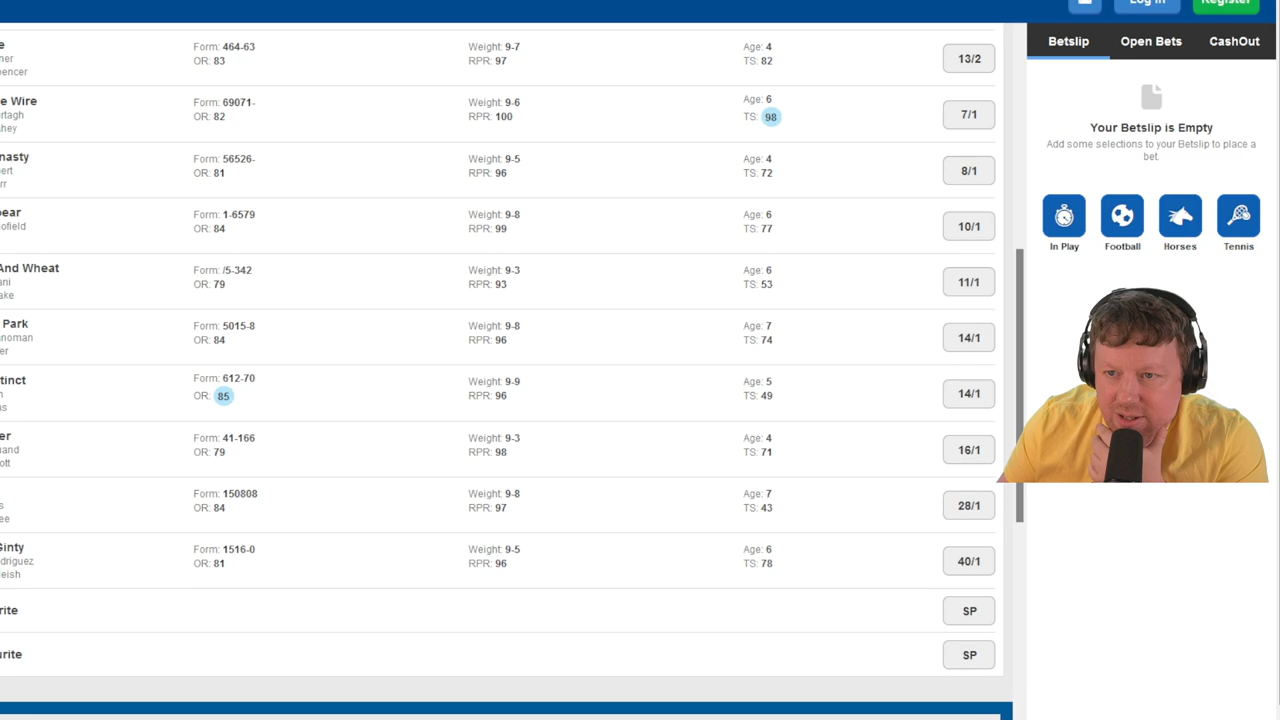 Log In
Register
Betslip Open Bets CashOut
Your Betslip is Empty
Add some selections to your Betslip to place a
bet.
In Play Football Horses Tennis
e
ner
pencer
Form: 464-63
OR: 83
Weight: 9-7
RPR: 97
Age: 4
TS: 82
13/2
e Wire
rtagh
hey
Form: 69071-
OR: 82
Weight: 9-6
RPR: 100
Age: 6
TS: 98
7/1
nasty
ert
rr
Form: 56526-
OR: 81
Weight: 9-5
RPR: 96
Age: 4
TS: 72
8/1
pear
ofield
Form: 1-6579
OR: 84
Weight: 9-8
RPR: 99
Age: 6
TS: 77
10/1
And Wheat
ani
ake
Form: /5-342
OR: 79
Weight: 9-3
RPR: 93
Age: 6
TS: 53
11/1
Park
noman
er
Form: 5015-8
OR: 84
Weight: 9-8
RPR: 96
Age: 7
TS: 74
14/1
tinct
n
as
Form: 612-70
OR: 85
Weight: 9-9
RPR: 96
Age: 5
TS: 49
14/1
er
uand
ott
Form: 41-166
OR: 79
Weight: 9-3
RPR: 98
Age: 4
TS: 71
16/1
s
ee
Form: 150808
OR: 84
Weight: 9-8
RPR: 97
Age: 7
TS: 43
28/1
Ginty
driguez
leish
Form: 1516-0
OR: 81
Weight: 9-5
RPR: 96
Age: 6
TS: 78
40/1
rite
SP
urite
SP